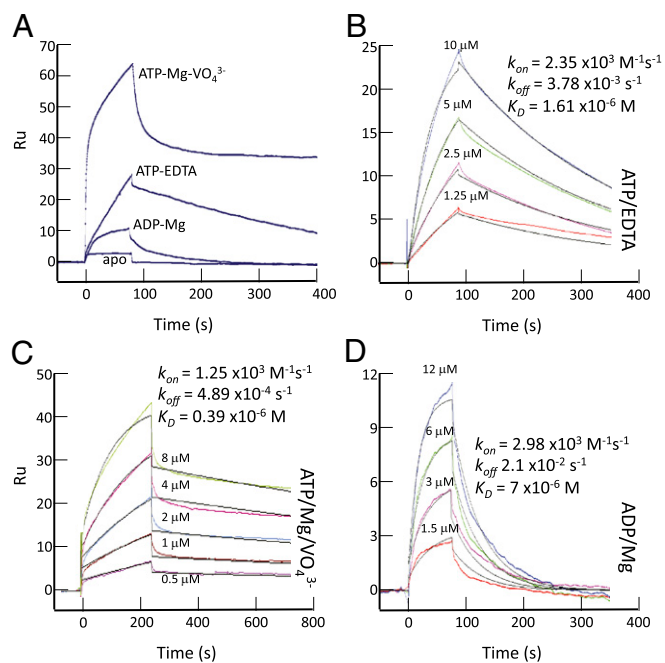 A
70
60
50
40
30
20
10
0
Ru
ATP-Mg-VO₄³⁻
ATP-EDTA
ADP-Mg
apo
0
100
200
300
400
Time (s)
B
25
20
15
10
5
0
10 μM
5 μM
2.5 μM
1.25 μM
kon = 2.35 x10³ M⁻¹s⁻¹
koff = 3.78 x10⁻³ s⁻¹
KD = 1.61 x10⁻⁶ M
ATP/EDTA
0
100
200
300
400
Time (s)
C
50
40
30
20
10
0
Ru
kon = 1.25 x10³ M⁻¹s⁻¹
koff = 4.89 x10⁻⁴ s⁻¹
KD = 0.39 x10⁻⁶ M
8 μM
4 μM
2 μM
1 μM
0.5 μM
ATP/Mg/VO₄³⁻
0
200
400
600
800
Time (s)
D
12
9
6
3
0
12 μM
6 μM
3 μM
1.5 μM
kon = 2.98 x10³ M⁻¹s⁻¹
koff 2.1 x10⁻² s⁻¹
KD = 7 x10⁻⁶ M
ADP/Mg
0
100
200
300
400
Time (s)